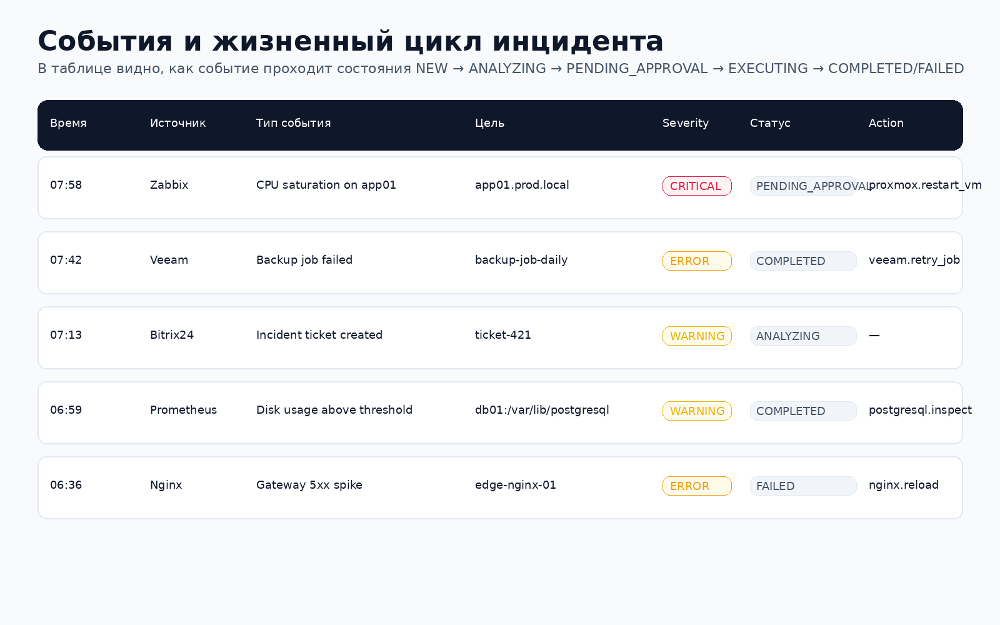 События и жизненный цикл инцидента
В таблице видно, как событие проходит состояния NEW → ANALYZING → PENDING_APPROVAL → EXECUTING → COMPLETED/FAILED
Время Источник Тип события Цель Severity Статус Action
07:58 Zabbix CPU saturation on app01 app01.prod.local CRITICAL PENDING_APPROVAL proxmox.restart_vm
07:42 Veeam Backup job failed backup-job-daily ERROR COMPLETED veeam.retry_job
07:13 Bitrix24 Incident ticket created ticket-421 WARNING ANALYZING —
06:59 Prometheus Disk usage above threshold db01:/var/lib/postgresql WARNING COMPLETED postgresql.inspect
06:36 Nginx Gateway 5xx spike edge-nginx-01 ERROR FAILED nginx.reload